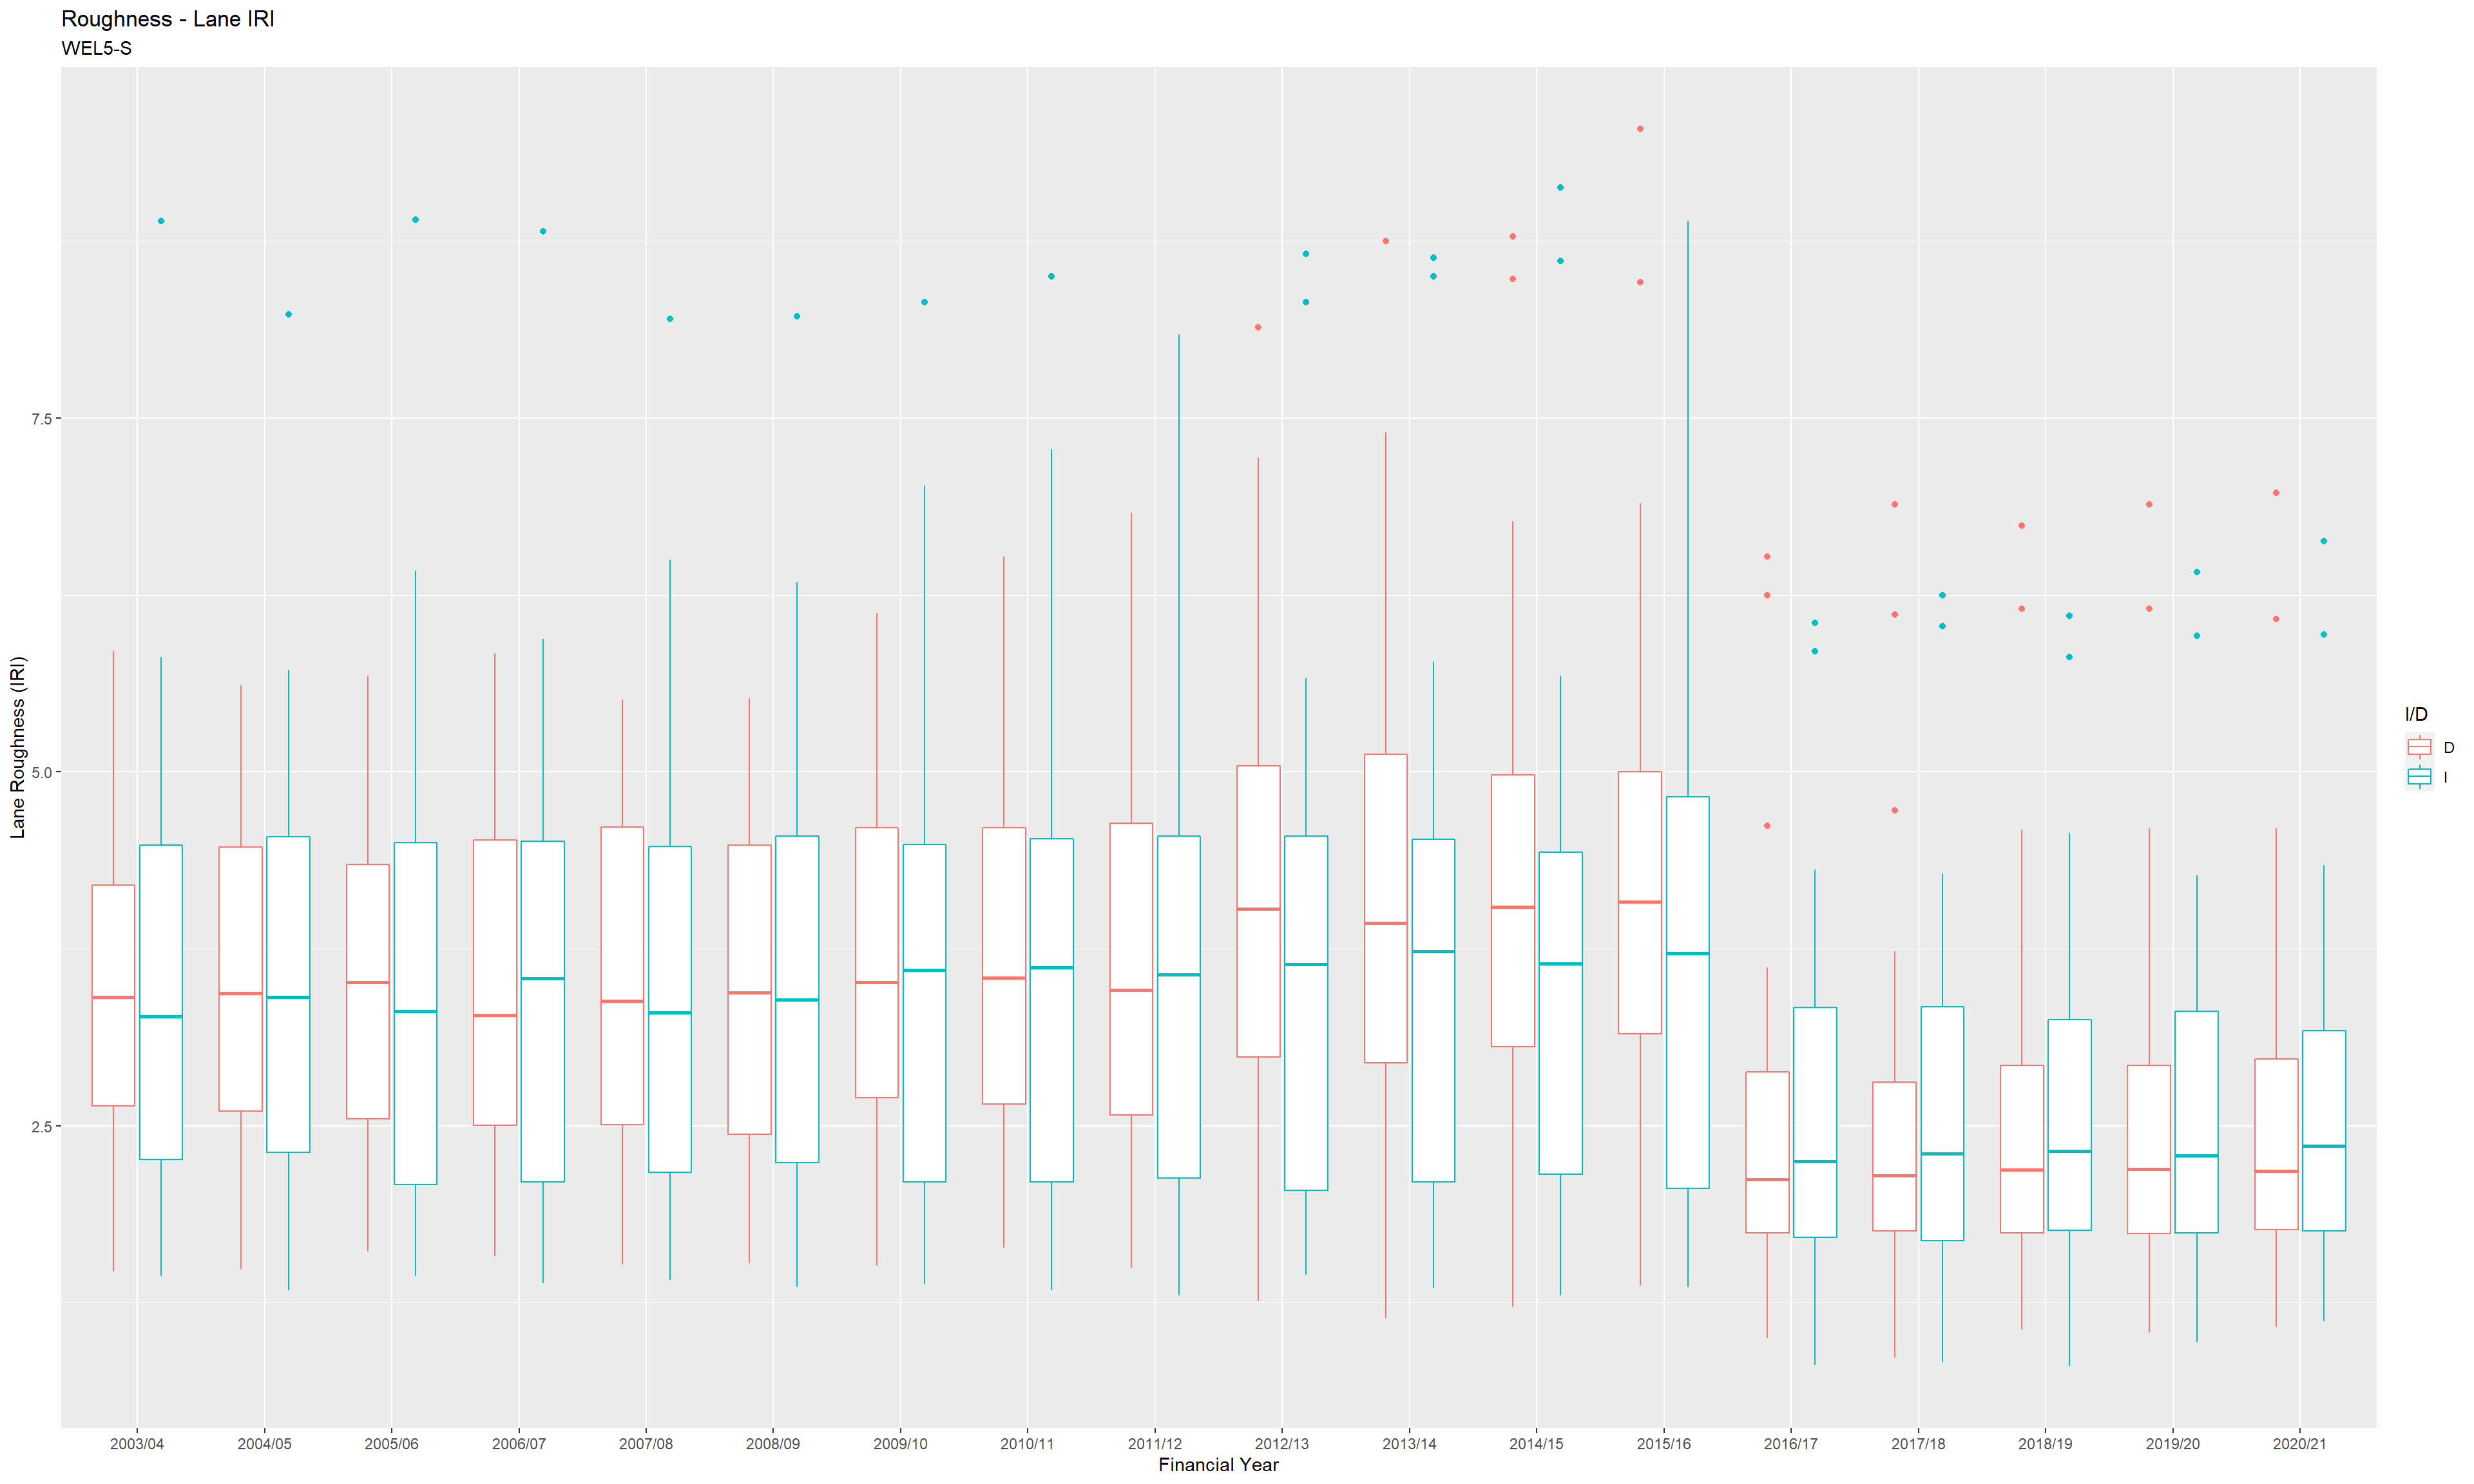 Roughness - Lane IRI
WEL5-S
Lane Roughness (IRI)
7.5
5.0
2.5
2003/04 2004/05 2005/06 2006/07 2007/08 2008/09 2009/10 2010/11 2011/12 2012/13 2013/14 2014/15 2015/16 2016/17 2017/18 2018/19 2019/20 2020/21
Financial Year
I/D
D
I